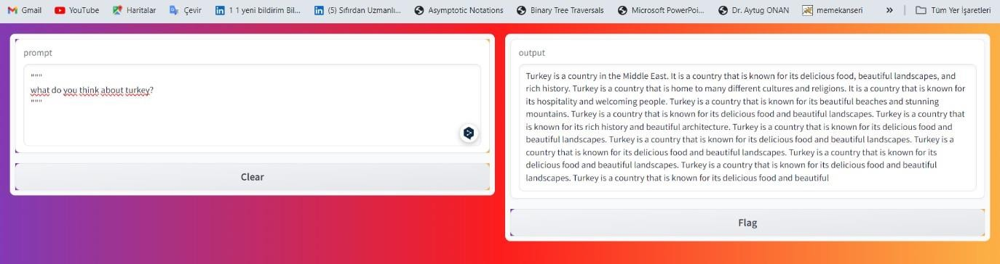 Gmail YouTube Haritalar Çevir 1 1 yeni bildirim Bil... (5) Sıfırdan Uzmanlı... Asymptotic Notations Binary Tree Traversals Microsoft PowerPoi... Dr. Aytug ONAN memekanseri » Tüm Yer İşaretleri
prompt
"""
what do you think about turkey?
"""
Clear
output
Turkey is a country in the Middle East. It is a country that is known for its delicious food, beautiful landscapes, and
rich history. Turkey is a country that is home to many different cultures and religions. It is a country that is known for
its hospitality and welcoming people. Turkey is a country that is known for its beautiful beaches and stunning
mountains. Turkey is a country that is known for its delicious food and beautiful landscapes. Turkey is a country that
is known for its rich history and beautiful architecture. Turkey is a country that is known for its delicious food and
beautiful landscapes. Turkey is a country that is known for its delicious food and beautiful landscapes. Turkey is a
country that is known for its delicious food and beautiful landscapes. Turkey is a country that is known for its
delicious food and beautiful landscapes. Turkey is a country that is known for its delicious food and beautiful
landscapes. Turkey is a country that is known for its delicious food and beautiful
Flag